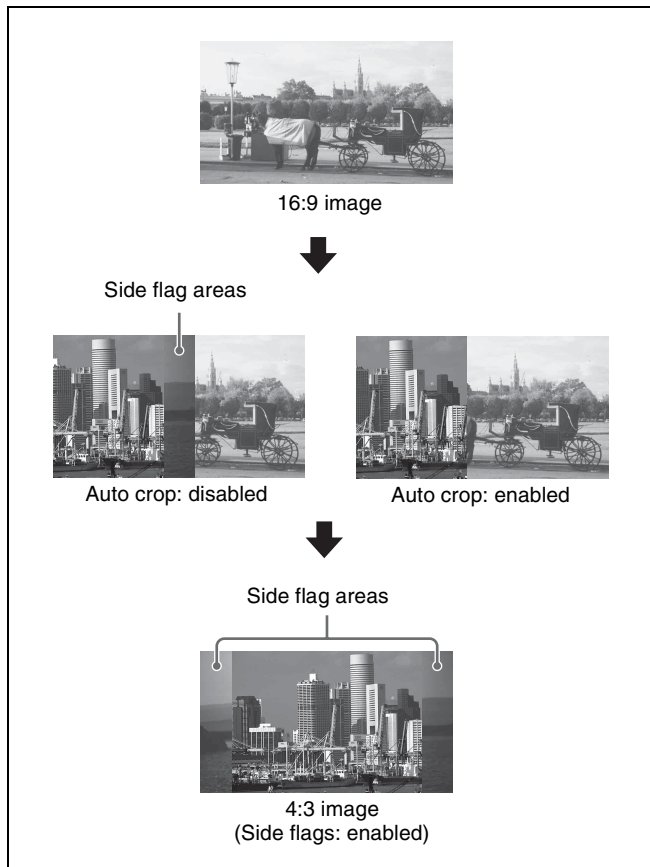 16:9 image
Side flag areas
Auto crop: disabled
Auto crop: enabled
Side flag areas
4:3 image
(Side flags: enabled)